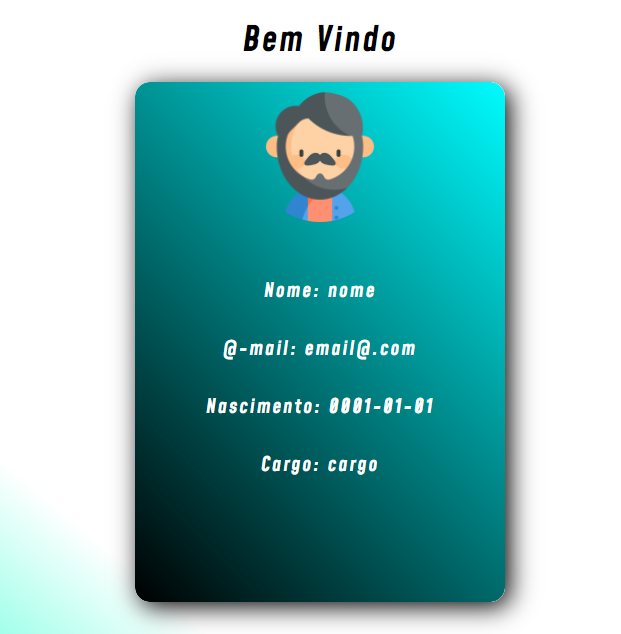 Bem Vindo
Nome: nome
@-mail: email@.com
Nascimento: 0001-01-01
Cargo: cargo